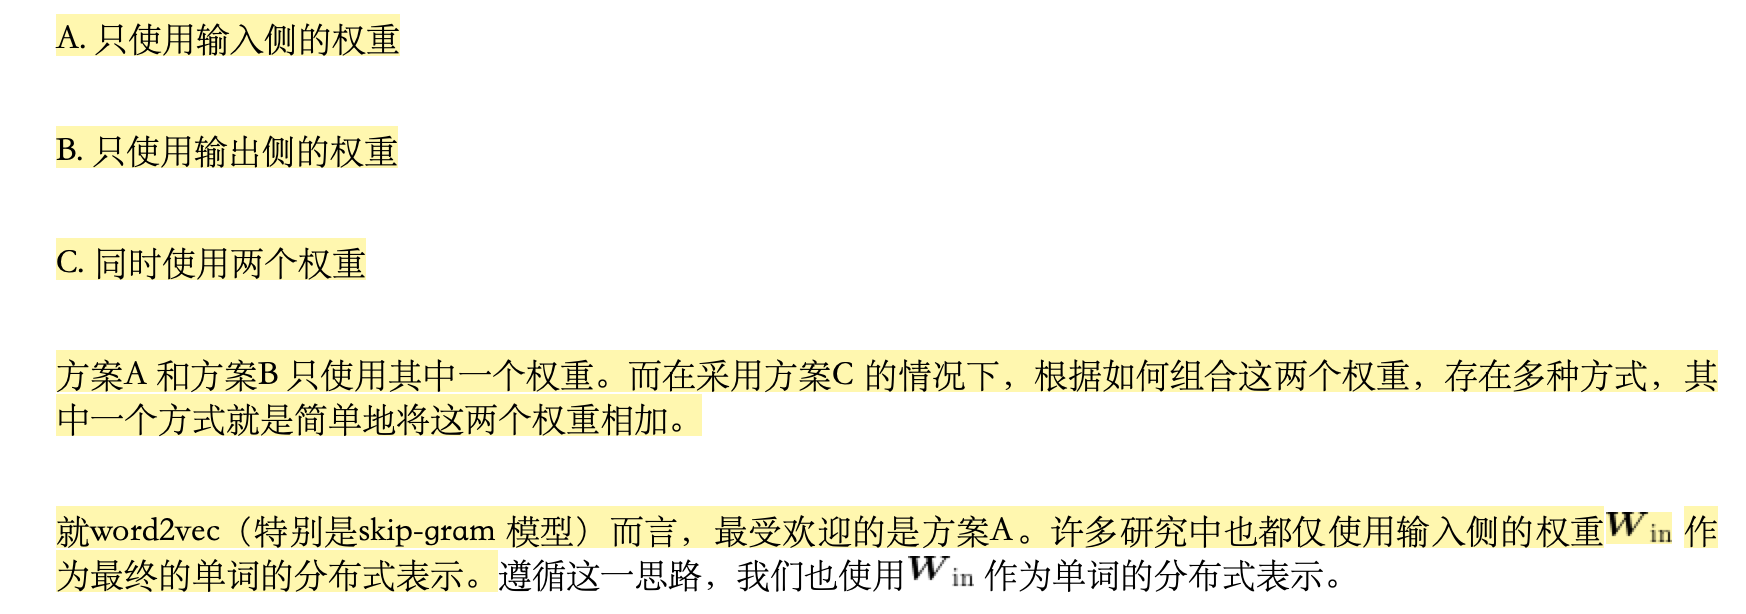 A. 只使用输入侧的权重
B. 只使用输出侧的权重
C. 同时使用两个权重
方案A 和方案B 只使用其中一个权重。而在采用方案C 的情况下，根据如何组合这两个权重，存在多种方式，其
中一个方式就是简单地将这两个权重相加。
就word2vec（特别是skip-gram 模型）而言，最受欢迎的是方案A。许多研究中也都仅使用输入侧的权重W in 作
为最终的单词的分布式表示。遵循这一思路，我们也使用W in 作为单词的分布式表示。